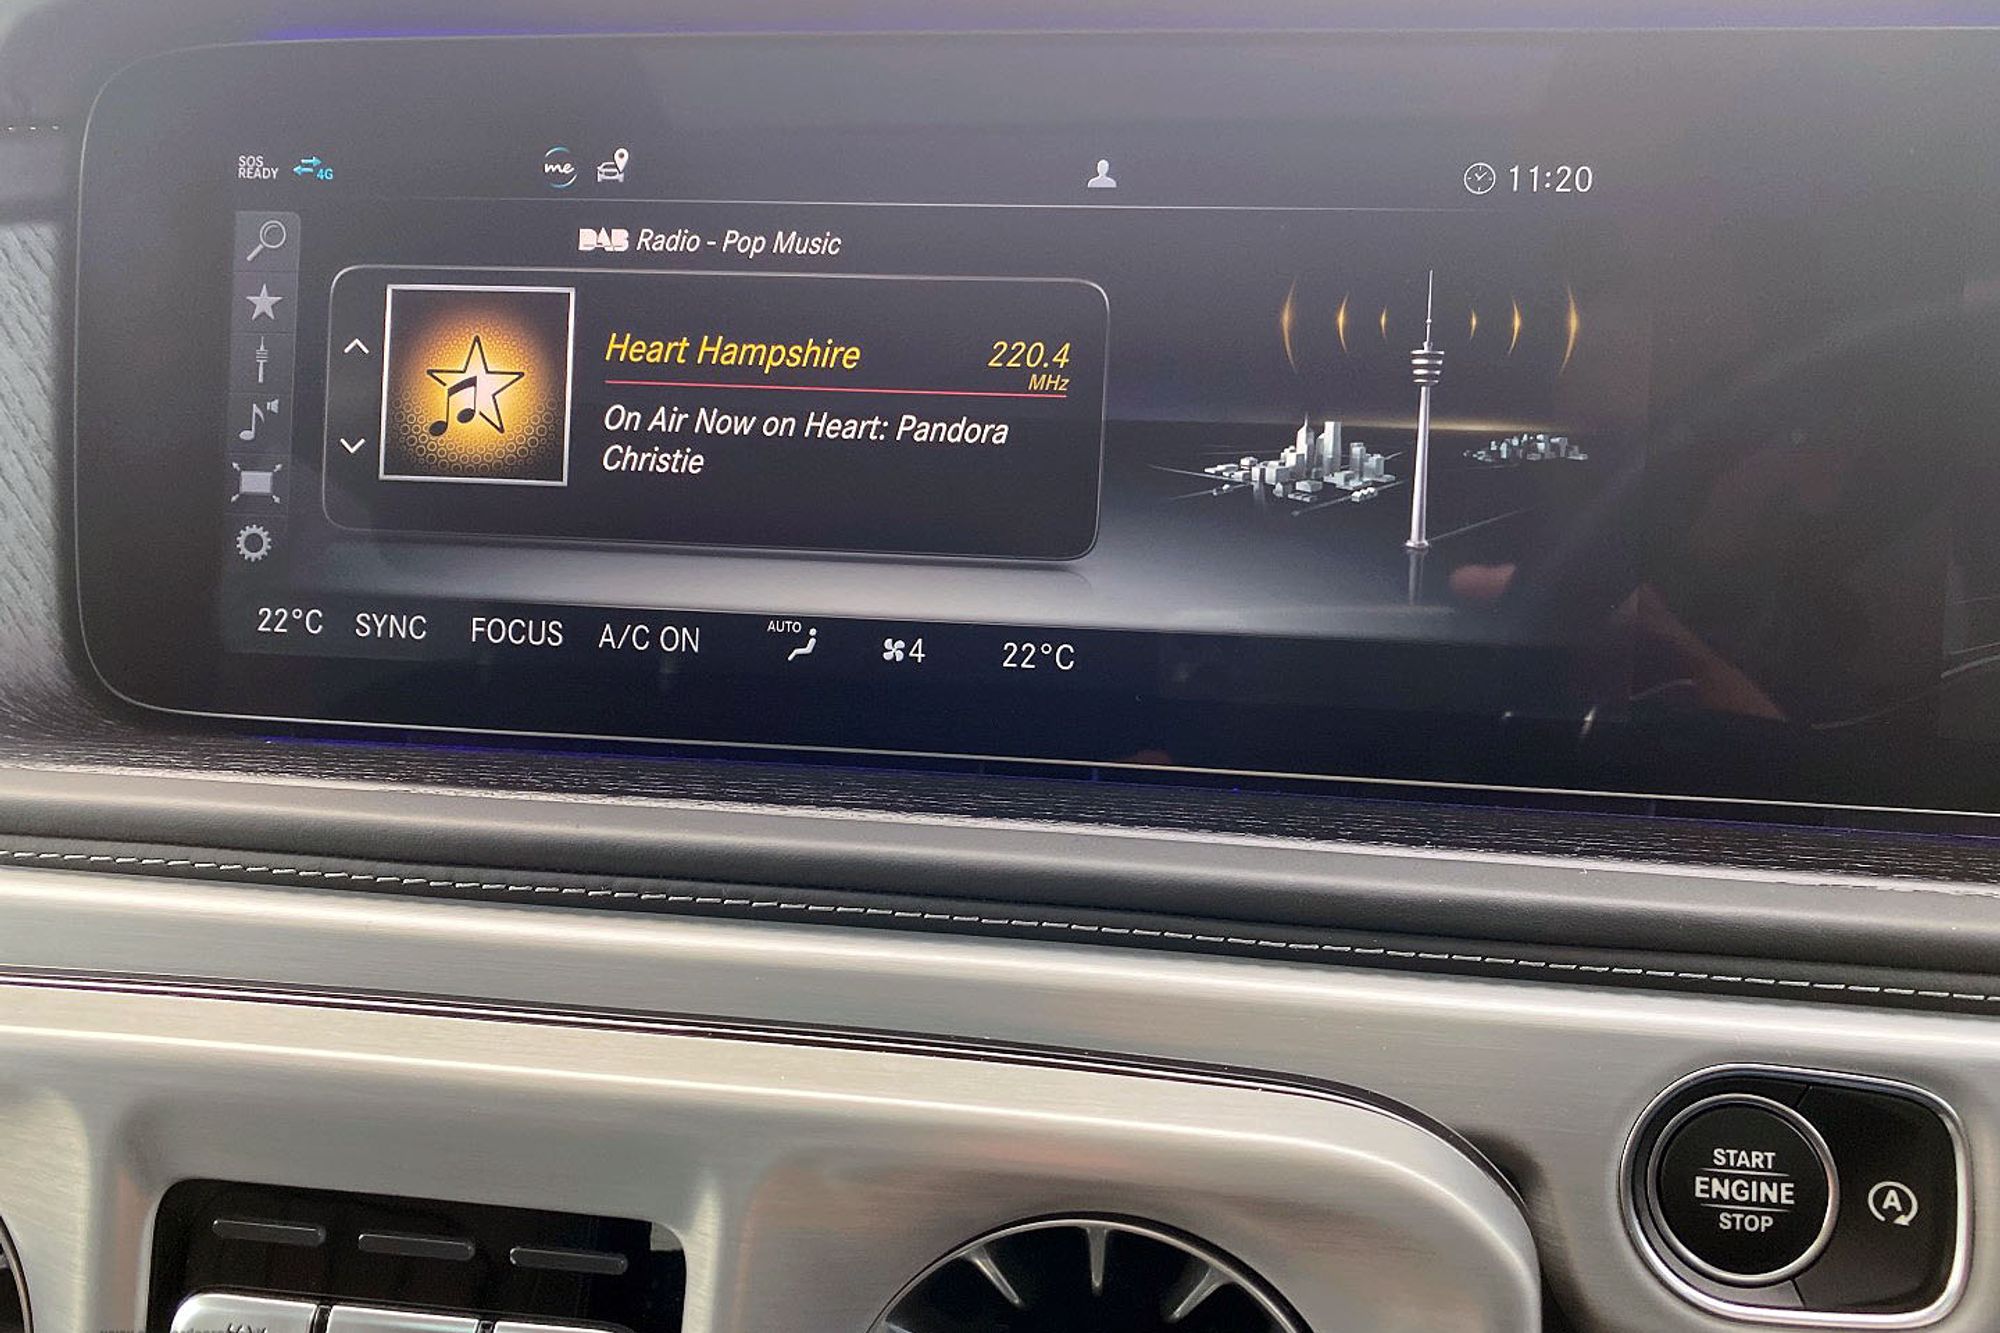 SOS
READY
4G
me
11:20
DAB Radio - Pop Music
Heart Hampshire
220.4
MHz
On Air Now on Heart: Pandora
Christie
22°C SYNC FOCUS A/C ON AUTO 4 22°C
START
ENGINE
STOP
A